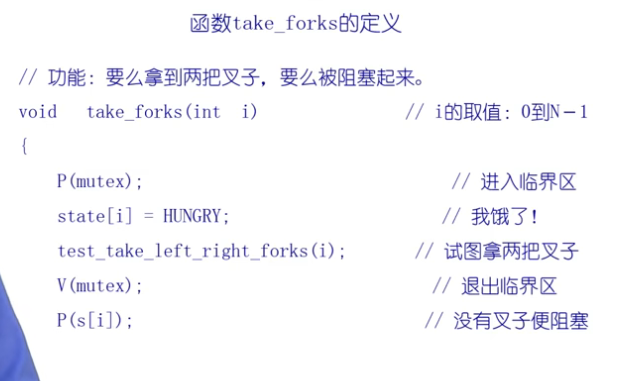 函数take_forks的定义
// 功能: 要么拿到两把叉子，要么被阻塞起来。
void take_forks(int i) // i的取值: 0到N－1
{
P(mutex); // 进入临界区
state[i] = HUNGRY; // 我饿了!
test_take_left_right_forks(i); // 试图拿两把叉子
V(mutex); // 退出临界区
P(s[i]); // 没有叉子便阻塞